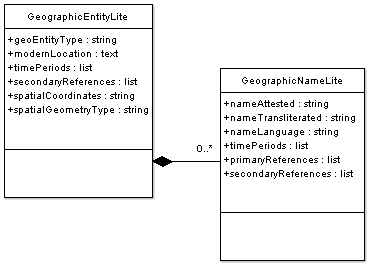 GeographicEntityLite
+geoEntityType : string
+modernLocation : text
+timePeriods : list
+secondaryReferences : list
+spatialCoordinates : string
+spatialGeometryType : string
GeographicNameLite
+nameAttested : string
+nameTransliterated : string
+nameLanguage : string
+timePeriods : list
+primaryReferences : list
+secondaryReferences : list
0..*